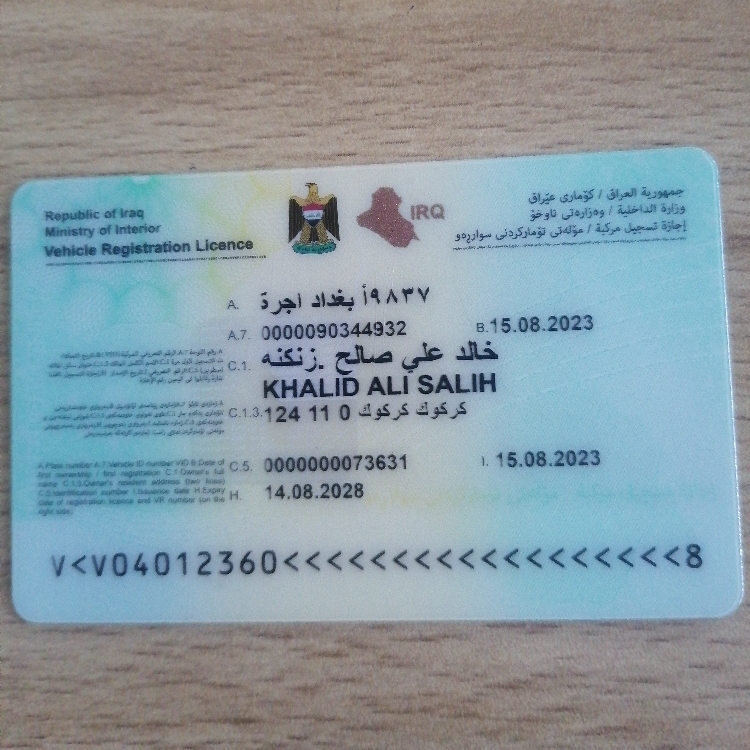 Republic of Iraq
Ministry of Interior
Vehicle Registration Licence
IRQ
جمهورية العراق / كۆماری عێراق
وزارة الداخلية / وەزارەتی ناوخۆ
إجازة تسجيل مركبة / مۆڵەتی تۆمارکردنی سواریەو
A. ٩٨٣٧أ بغداد اجرة
A.7. 0000090344932
B. 15.08.2023
C.1. خالد علي صالح .زنكنه
KHALID ALI SALIH
C.1.3. 124 11 0 كركوك كركوك
C.5. 0000000073631
I. 15.08.2023
H. 14.08.2028
A.Plate number A.7.Vehicle ID number VID B.Date of
first ownership / first registration C.1.Owner's full
name C.1.3.Owner's resident address (two lines)
C.5.Identification number I.Issuance date H.Expiry
Date of registration licence and VR number (on the
right side)
V<V04012360<<<<<<<<<<<<<<<<<<<8